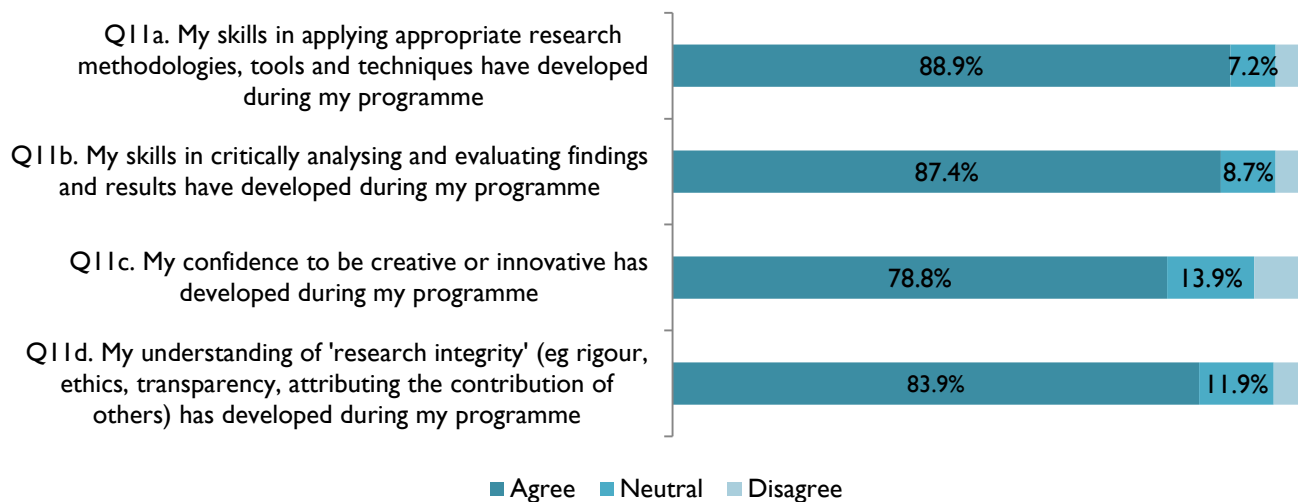 Q11a. My skills in applying appropriate research
methodologies, tools and techniques have developed
during my programme
88.9%
7.2%
Q11b. My skills in critically analysing and evaluating findings
and results have developed during my programme
87.4%
8.7%
Q11c. My confidence to be creative or innovative has
developed during my programme
78.8%
13.9%
Q11d. My understanding of 'research integrity' (eg rigour,
ethics, transparency, attributing the contribution of
others) has developed during my programme
83.9%
11.9%
Agree Neutral Disagree